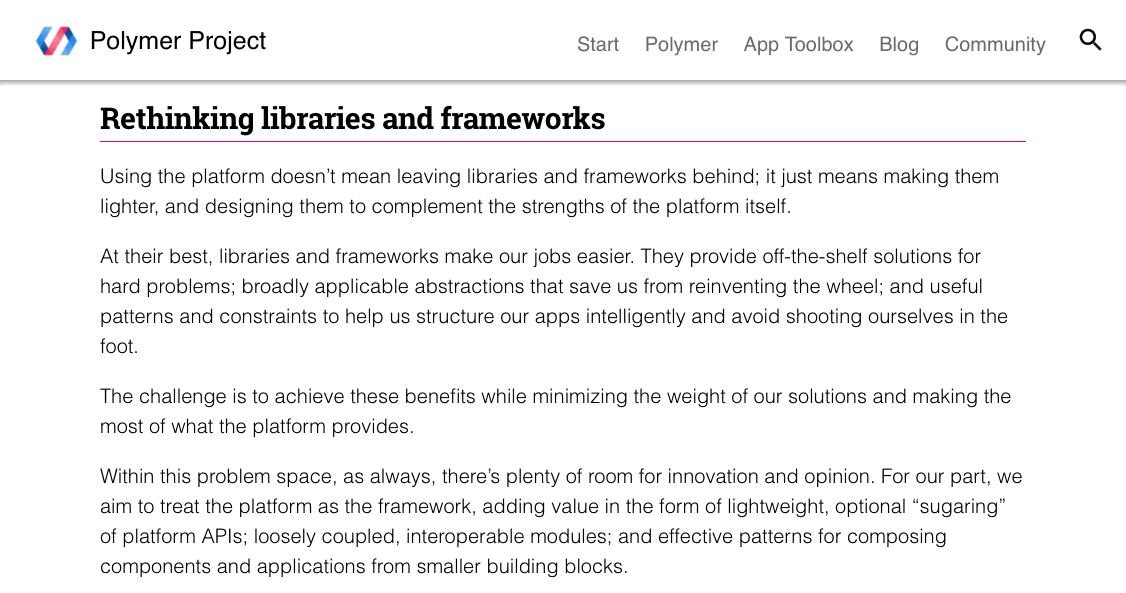 Polymer Project
Start Polymer App Toolbox Blog Community
Rethinking libraries and frameworks
Using the platform doesn’t mean leaving libraries and frameworks behind; it just means making them
lighter, and designing them to complement the strengths of the platform itself.
At their best, libraries and frameworks make our jobs easier. They provide off-the-shelf solutions for
hard problems; broadly applicable abstractions that save us from reinventing the wheel; and useful
patterns and constraints to help us structure our apps intelligently and avoid shooting ourselves in the
foot.
The challenge is to achieve these benefits while minimizing the weight of our solutions and making the
most of what the platform provides.
Within this problem space, as always, there’s plenty of room for innovation and opinion. For our part, we
aim to treat the platform as the framework, adding value in the form of lightweight, optional “sugaring”
of platform APIs; loosely coupled, interoperable modules; and effective patterns for composing
components and applications from smaller building blocks.